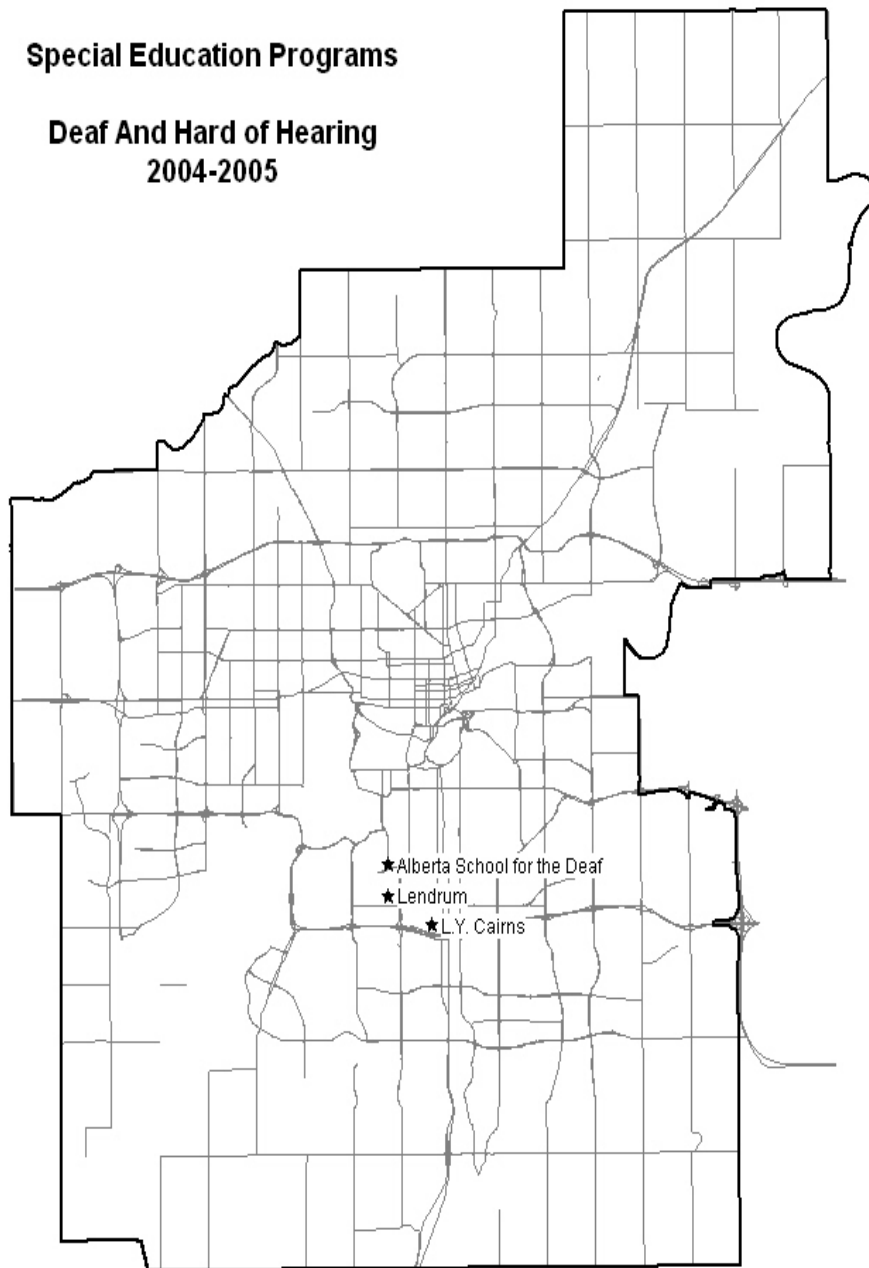 Special Education Programs
Deaf And Hard of Hearing
2004-2005
Alberta School for the Deaf
Lendrum
L.Y. Cairns